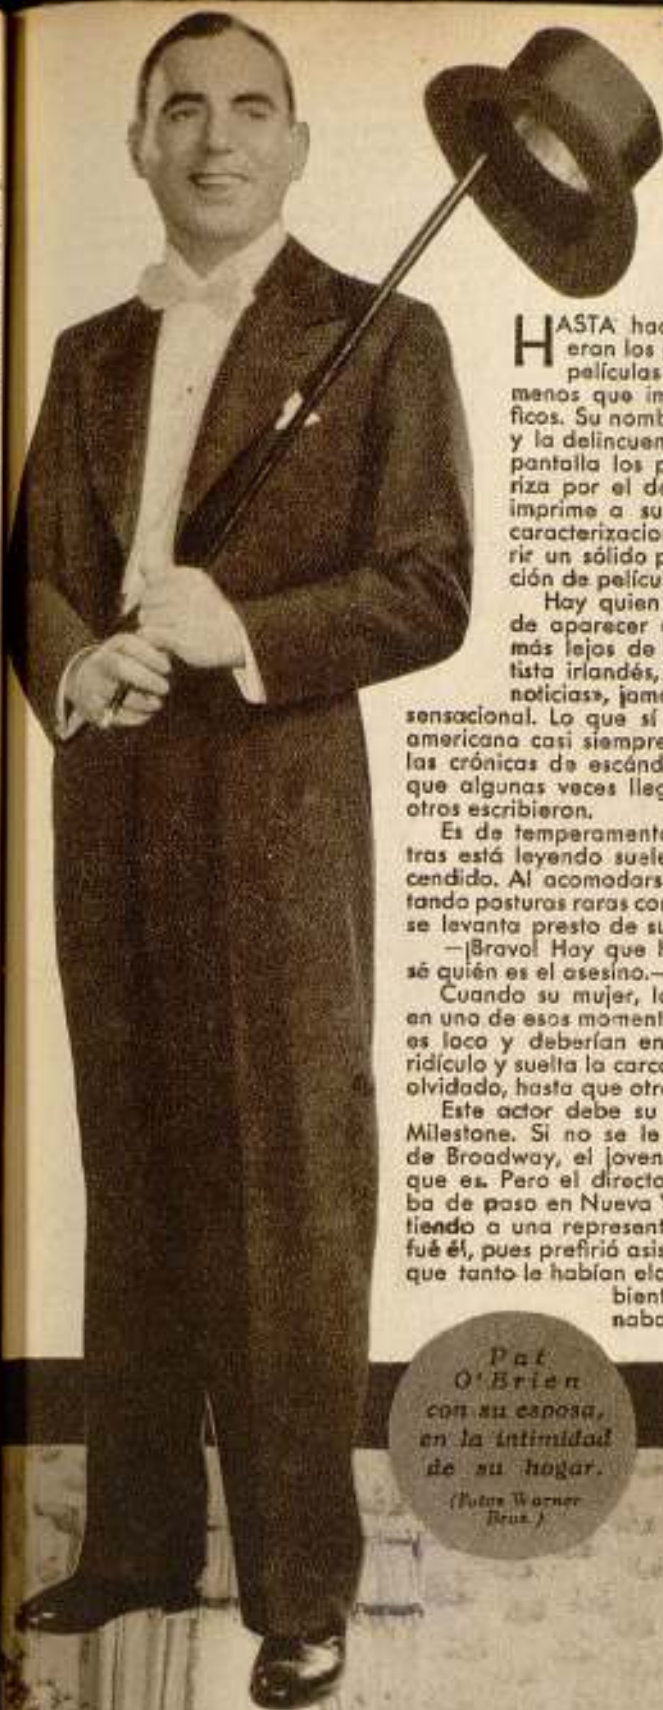 HASTA hac
eran los
películas
menos que im
ficos. Su nomb
y la delincuen
pantalla los p
riza por el de
imprime a su
caracterizacio
rir un sólido p
ción de pelícu
Hay quien
de aparecer
más lejos de
tista irlandés,
noticias», jam
sensacional. Lo que sí
americana casi siempre
las crónicas de escánd
que algunas veces lleg
otros escribieron.
Es de temperamento
tras está leyendo suele
cendido. Al acomodars
tando posturas raras con
se levanta presto de su
—¡Bravo! Hay que h
sé quién es el asesino.—
Cuando su mujer, la
en uno de esos moment
es loco y deberían en
ridículo y suelta la carca
olvidado, hasta que otro
Este actor debe su
Milestone. Si no se le
de Broadway, el joven
que es. Pero el directo
ba de paso en Nueva Y
tiendo a una represent
fué él, pues prefirió asis
que tanto le habían elo
bient
naba
Pat
O'Brien
con su esposa,
en la intimidad
de su hogar.
(Fotos Warner
Bros.)